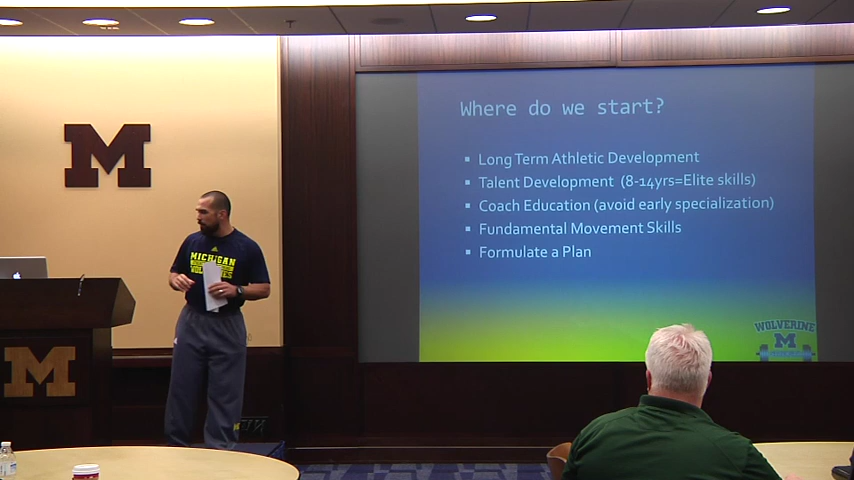 M
MICHIGAN
M
Where do we start?
▪ Long Term Athletic Development
▪ Talent Development (8-14yrs=Elite skills)
▪ Coach Education (avoid early specialization)
▪ Fundamental Movement Skills
▪ Formulate a Plan
WOLVERINE
M